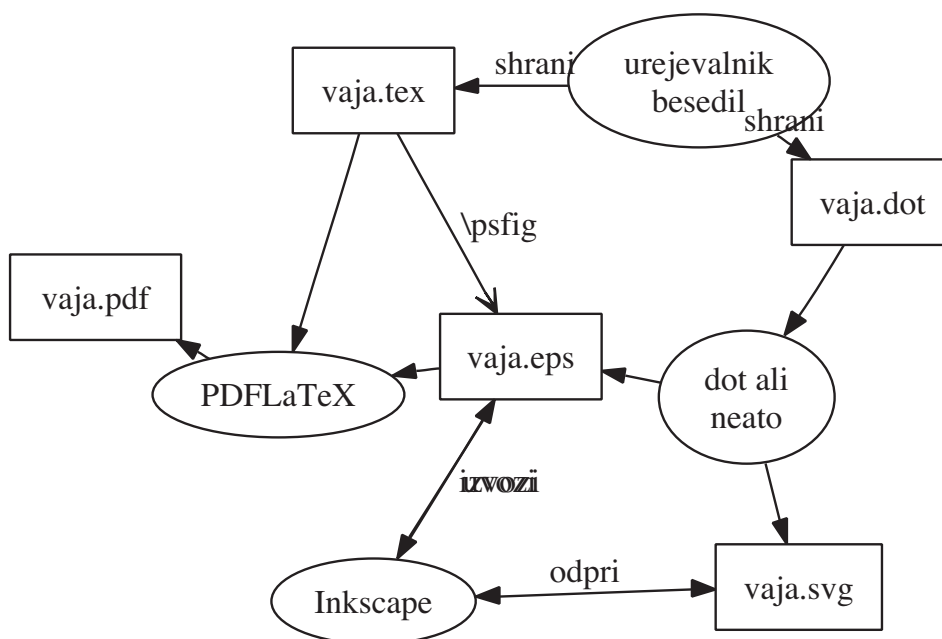 shrani
urejevalnik
besedil
vaja.tex
shrani
vaja.dot
\psfig
vaja.pdf
vaja.eps
dot ali
neato
PDFLaTeX
izvozi
odpri
Inkscape
vaja.svg